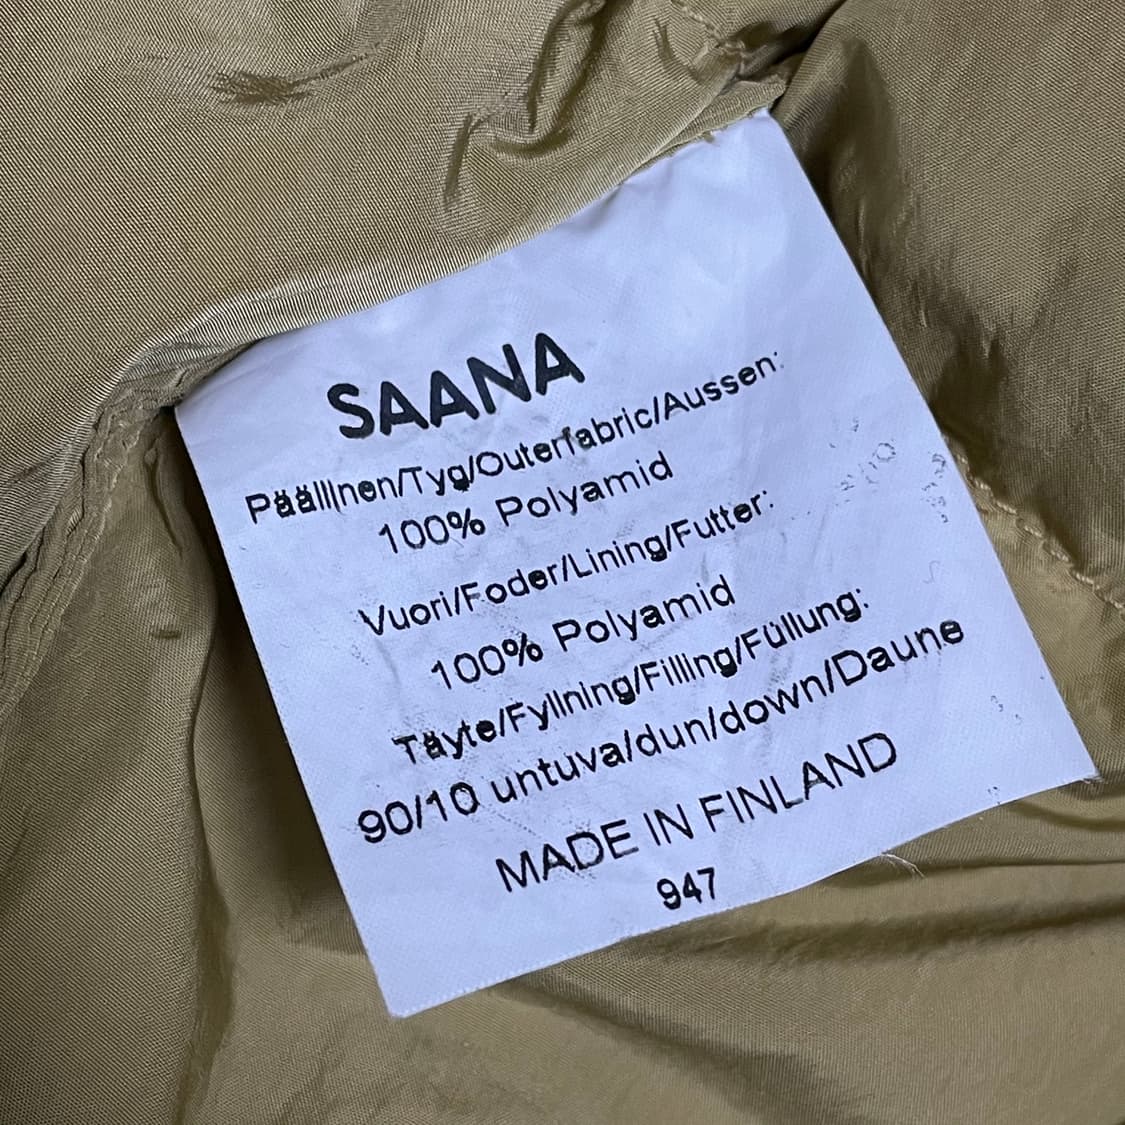 SAANA
Päällinen/Tyg/Outerfabric/Aussen:
100% Polyamid
Vuori/Foder/Lining/Futter:
100% Polyamid
Täyte/Fyllning/Filling/Füllung:
90/10 untuva/dun/down/Daune
MADE IN FINLAND
947